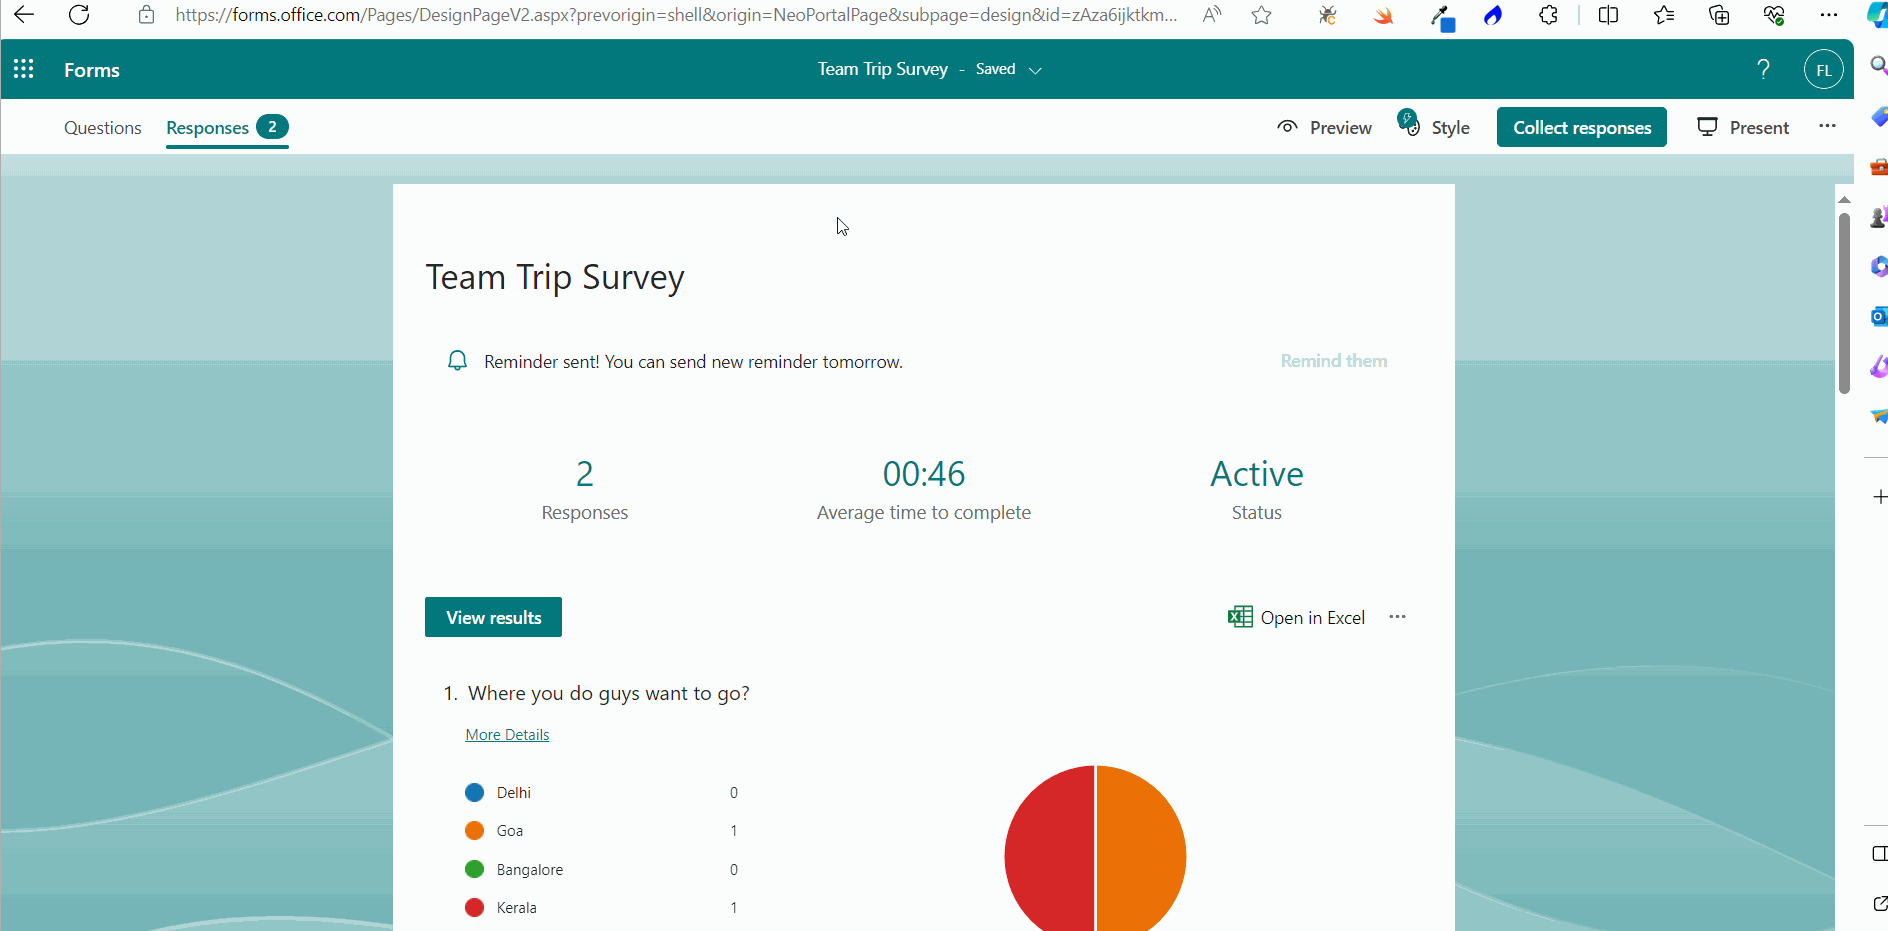 https://forms.office.com/Pages/DesignPageV2.aspx?prevorigin=shell&origin=NeoPortalPage&subpage=design&id=zAza6ijktkm...
Forms
Team Trip Survey - Saved
? FL
Questions Responses 2
Preview Style Collect responses Present ...
Team Trip Survey
Reminder sent! You can send new reminder tomorrow. Remind them
2 00:46 Active
Responses Average time to complete Status
View results Open in Excel ...
1. Where you do guys want to go?
More Details
Delhi 0
Goa 1
Bangalore 0
Kerala 1